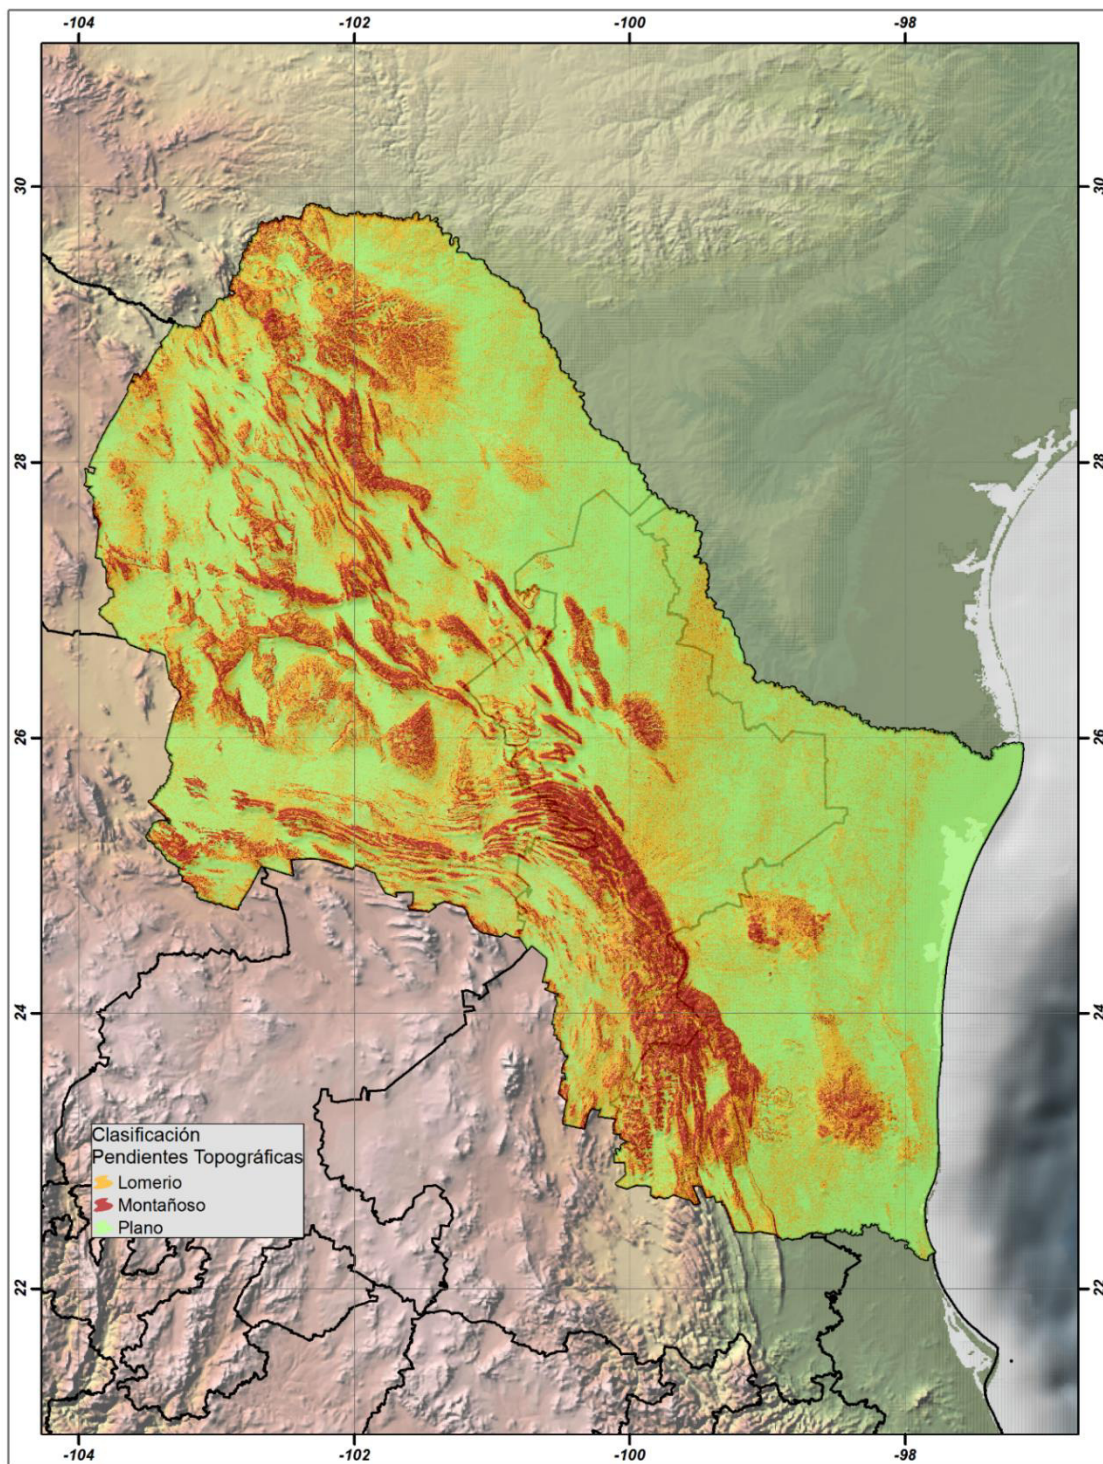 -104 -102 -100 -98
30 30
28 28
26 26
24 24
22 22
Clasificación
Pendientes Topográficas
Lomerio
Montañoso
Plano
-104 -102 -100 -98